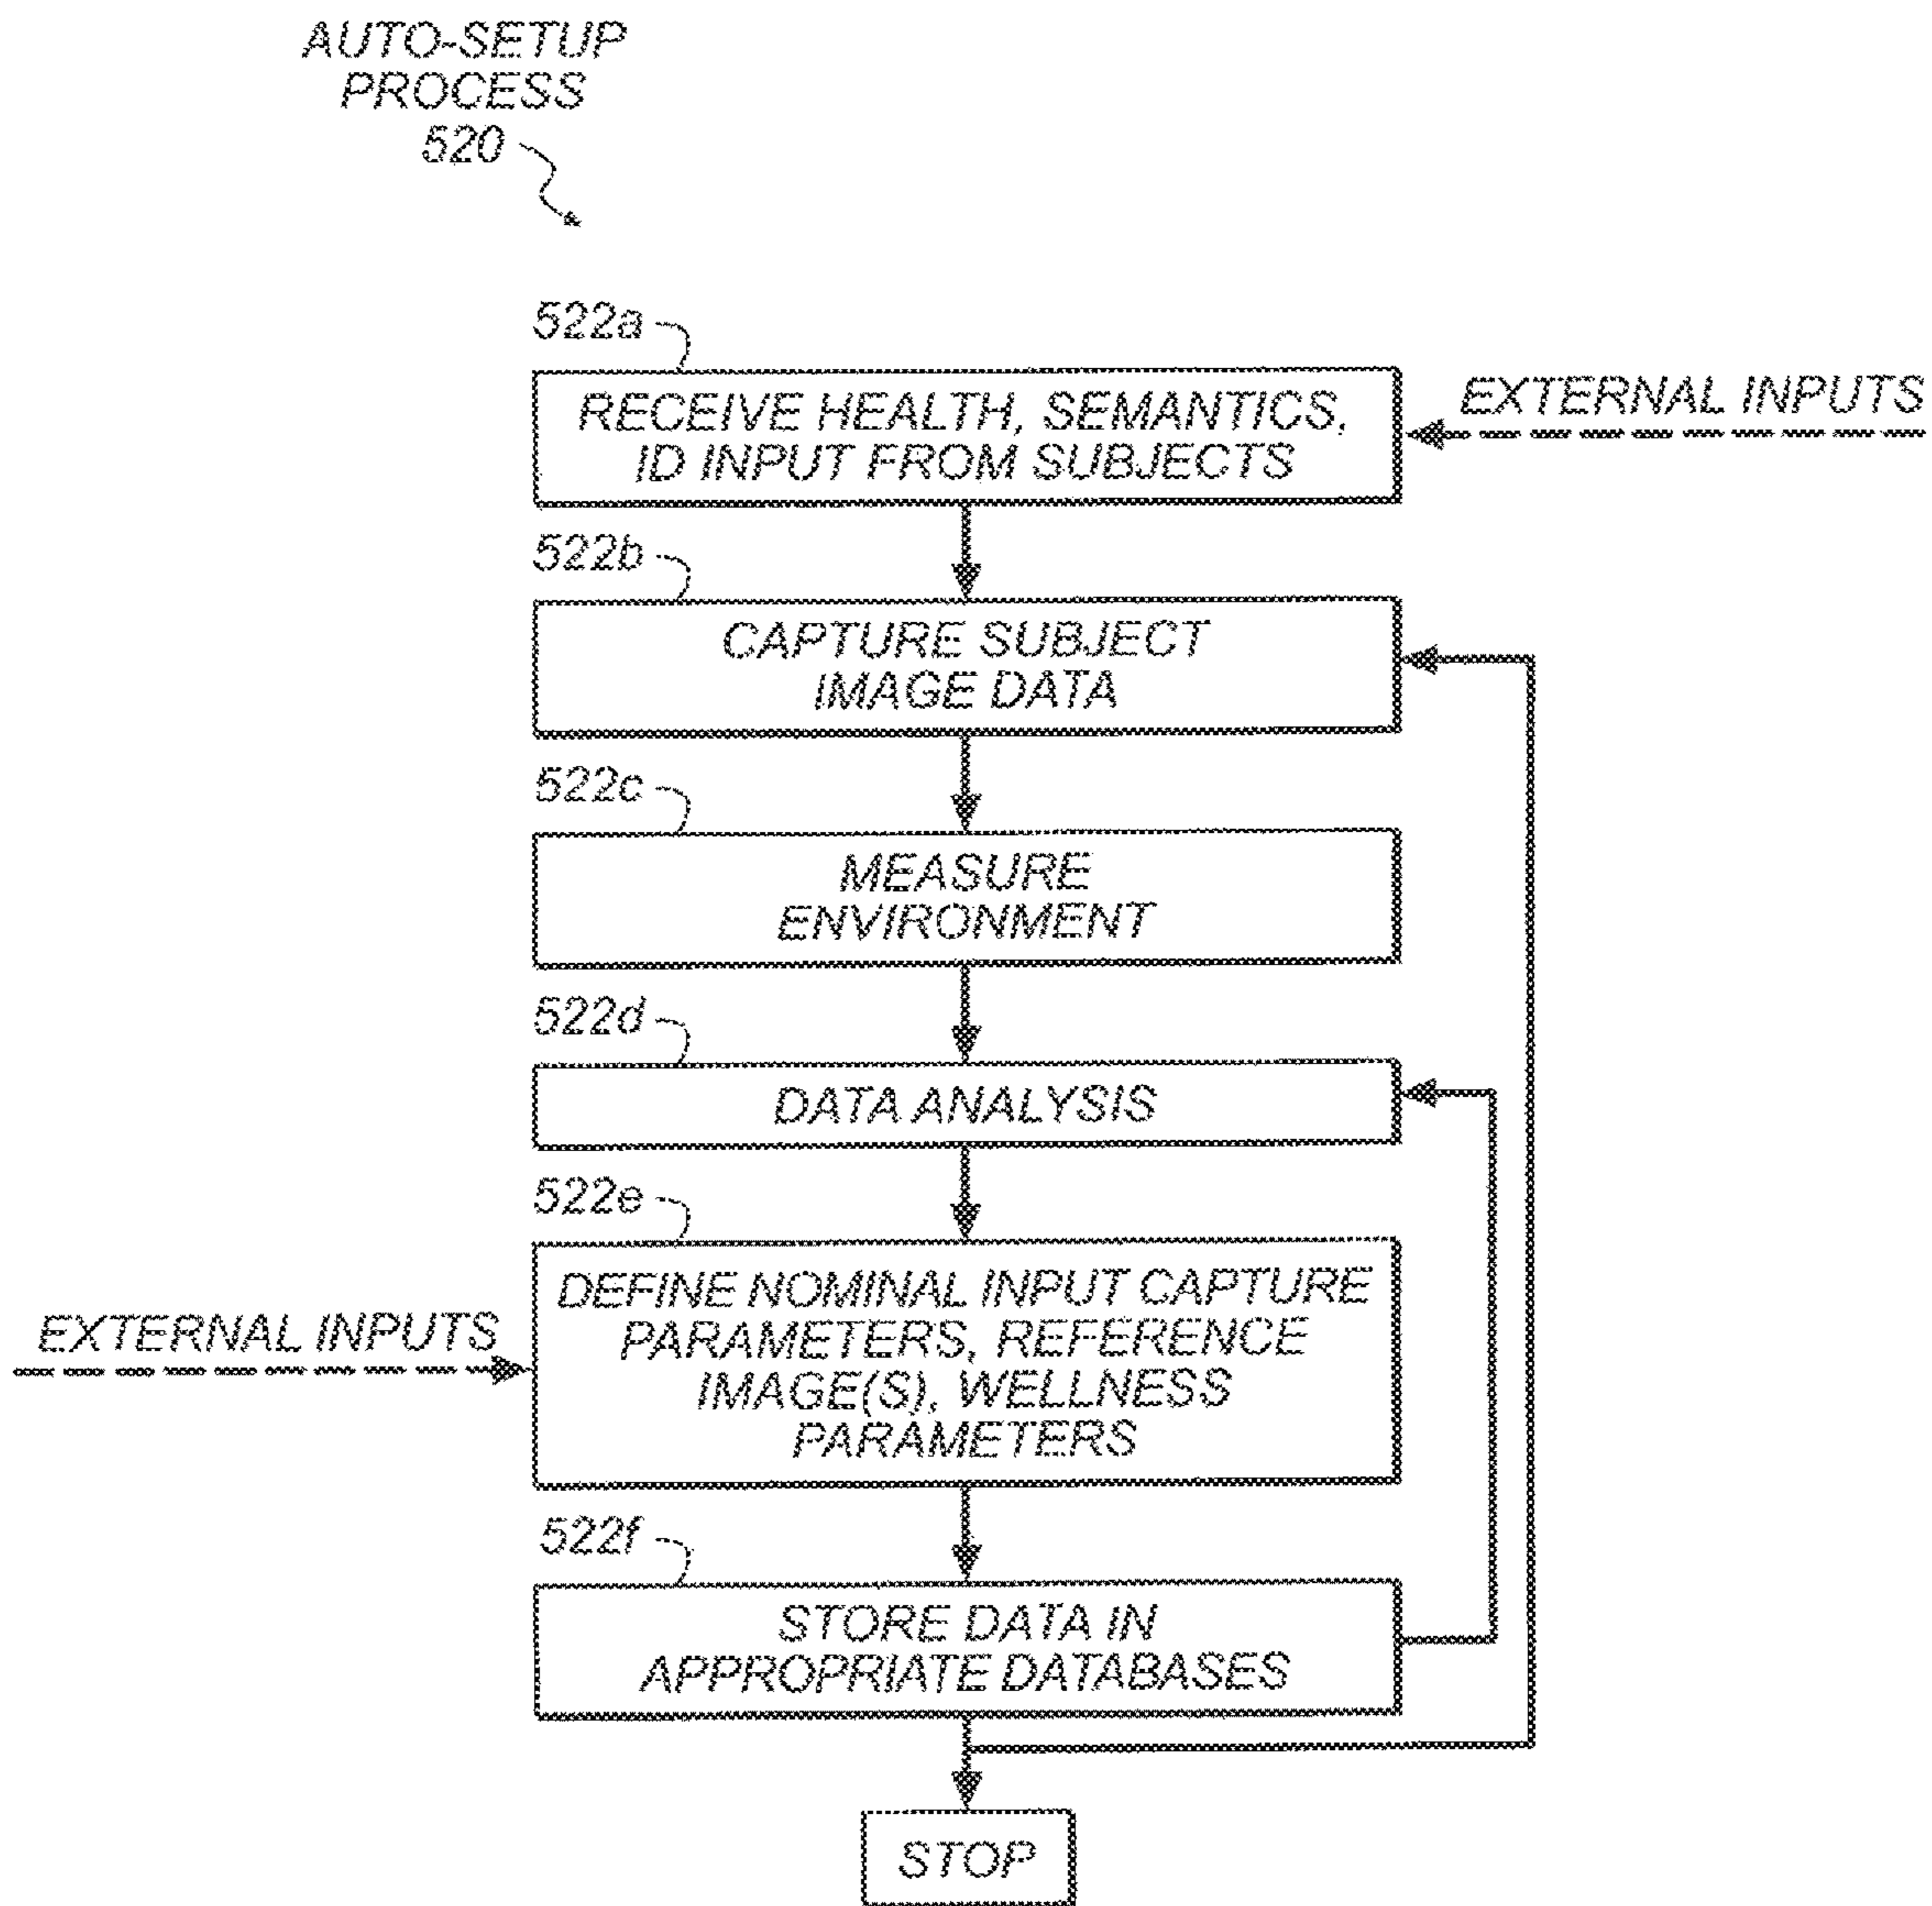 AUTO-SETUP
PROCESS
520
522a
RECEIVE HEALTH, SEMANTICS,
ID INPUT FROM SUBJECTS
EXTERNAL INPUTS
522b
CAPTURE SUBJECT
IMAGE DATA
522c
MEASURE
ENVIRONMENT
522d
DATA ANALYSIS
522e
DEFINE NOMINAL INPUT CAPTURE
PARAMETERS, REFERENCE
IMAGE(S), WELLNESS
PARAMETERS
EXTERNAL INPUTS
522f
STORE DATA IN
APPROPRIATE DATABASES
STOP